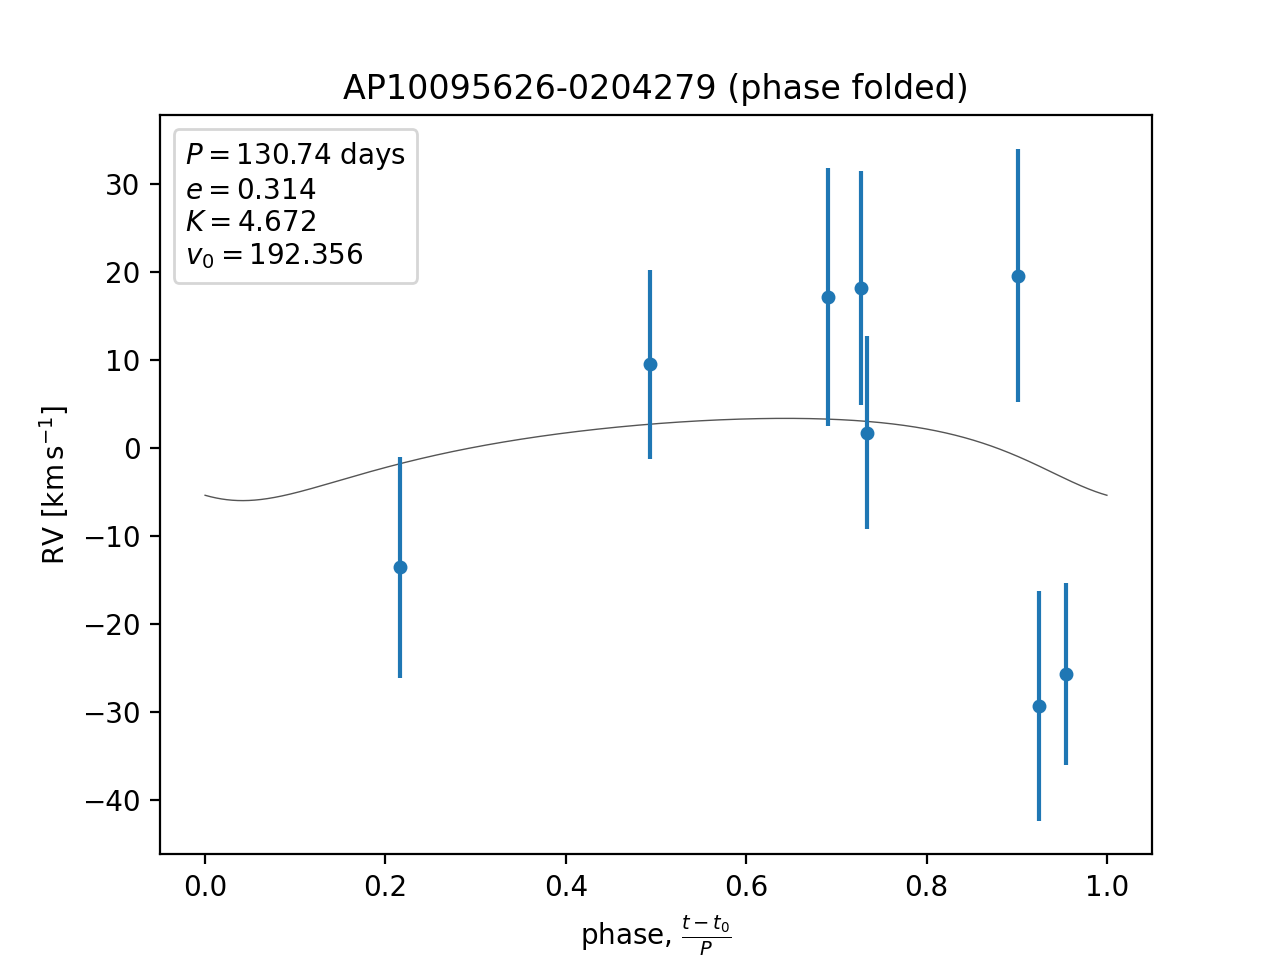 AP10095626-0204279 (phase folded)
P = 130.74 days
e = 0.314
K = 4.672
v₀ = 192.356
30
20
10
0
−10
−20
−30
−40
RV [km s⁻¹]
0.0 0.2 0.4 0.6 0.8 1.0
phase, (t − t₀)/P